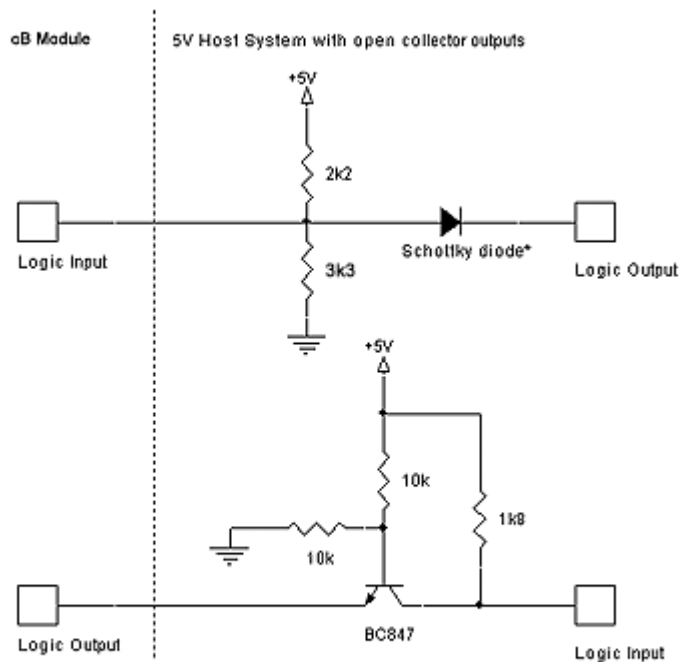 oB Module
5V Host System with open collector outputs
+5V
2k2
Logic Input
3k3
Schottky diode*
Logic Output
+5V
10k
1k8
10k
Logic Output
BC847
Logic Input